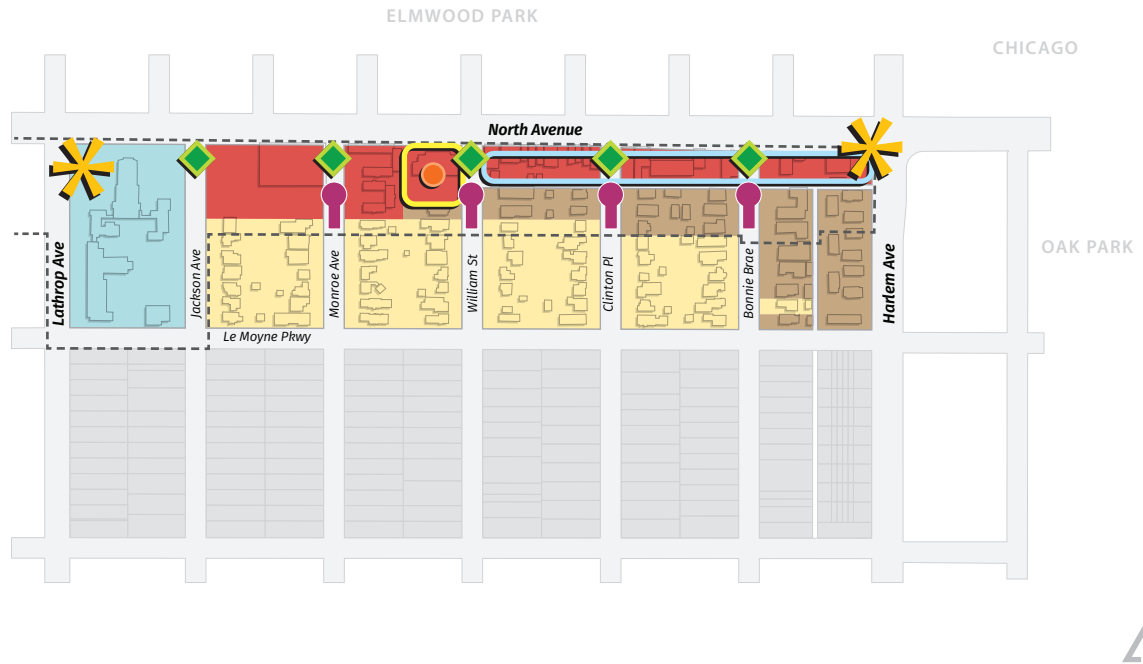 ELMWOOD PARK
CHICAGO
North Avenue
OAK PARK
Lathrop Ave
Jackson Ave
Monroe Ave
William St
Clinton Pl
Bonnie Brae
Harlem Ave
Le Moyne Pkwy